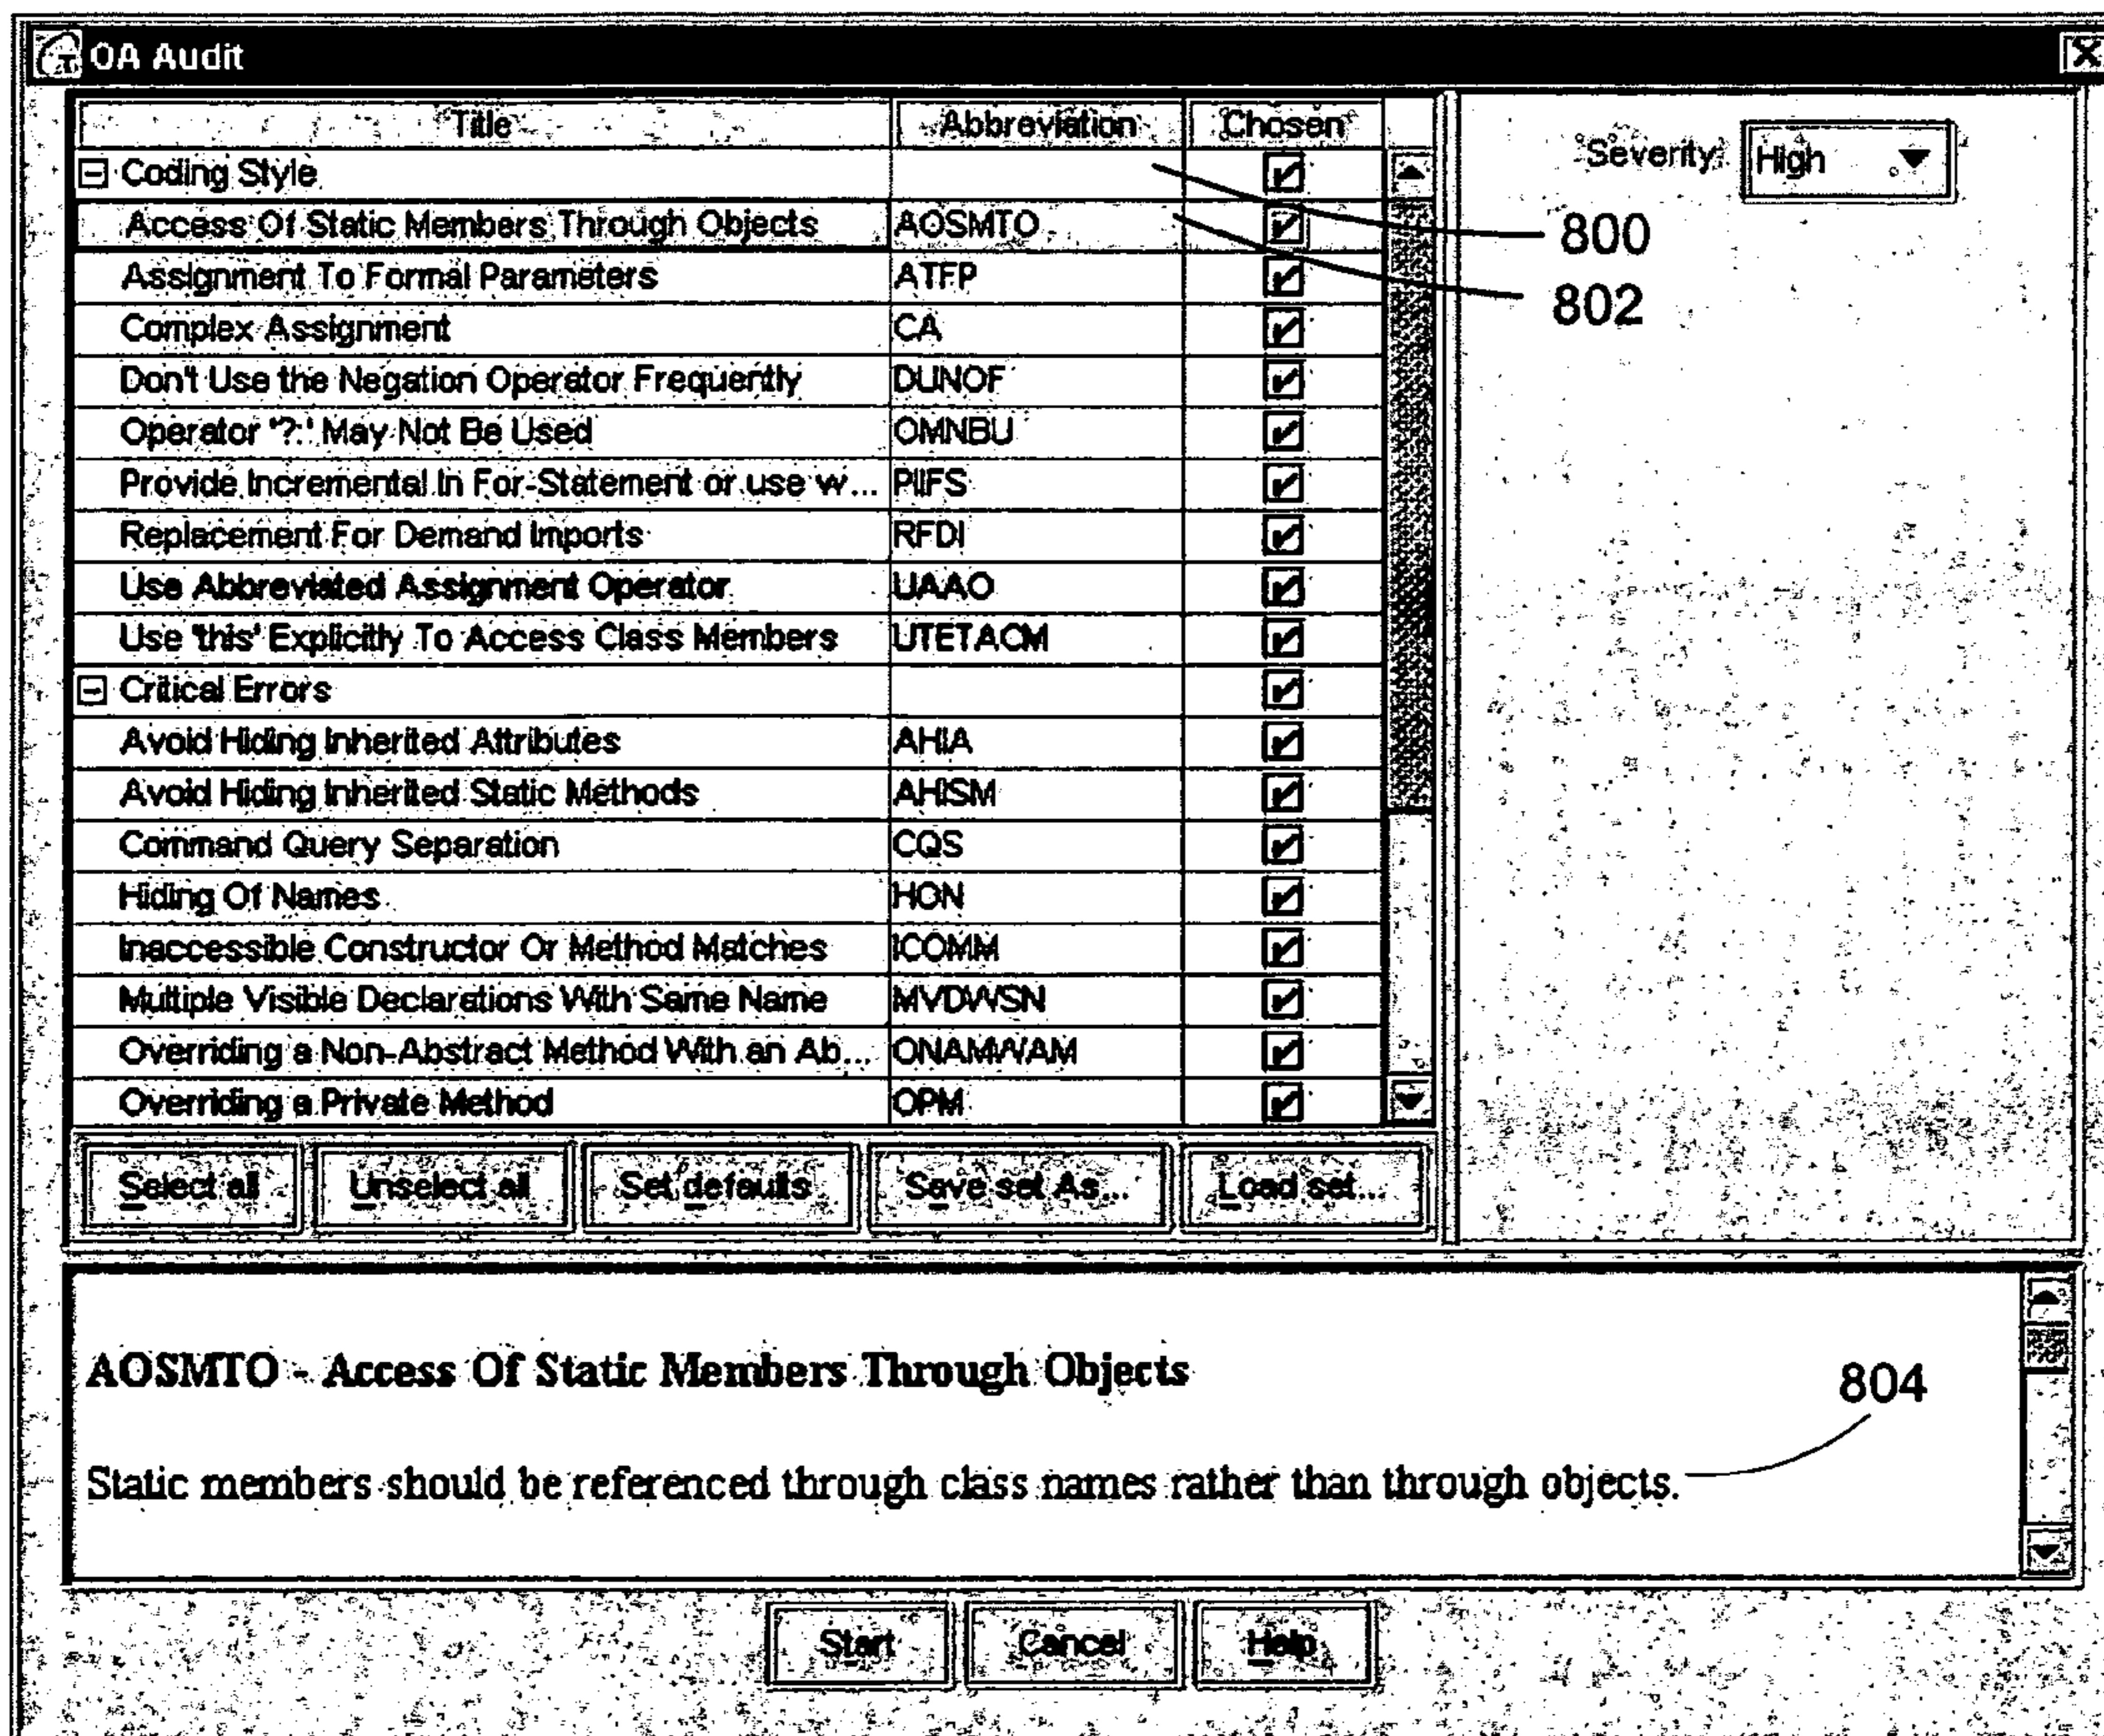 OA Audit
Title Abbreviation Chosen
Severity: High
Coding Style
800
Access Of Static Members Through Objects AOSMTO
802
Assignment To Formal Parameters ATFP
Complex Assignment CA
Don't Use the Negation Operator Frequently DUNOF
Operator '?:' May Not Be Used OMNBU
Provide Incremental In For-Statement or use w... PIIFS
Replacement For Demand Imports RFDI
Use Abbreviated Assignment Operator UAAO
Use 'this' Explicitly To Access Class Members UTETACM
Critical Errors
Avoid Hiding Inherited Attributes AHIA
Avoid Hiding Inherited Static Methods AHISM
Command Query Separation CQS
Hiding Of Names HON
Inaccessible Constructor Or Method Matches ICOMM
Multiple Visible Declarations With Same Name MVDWSN
Overriding a Non-Abstract Method With an Ab... ONAMWAM
Overriding a Private Method OPM
Select all Unselect all Set defaults Save set As... Load set...
AOSMTO - Access Of Static Members Through Objects
804
Static members should be referenced through class names rather than through objects.
Start Cancel Help